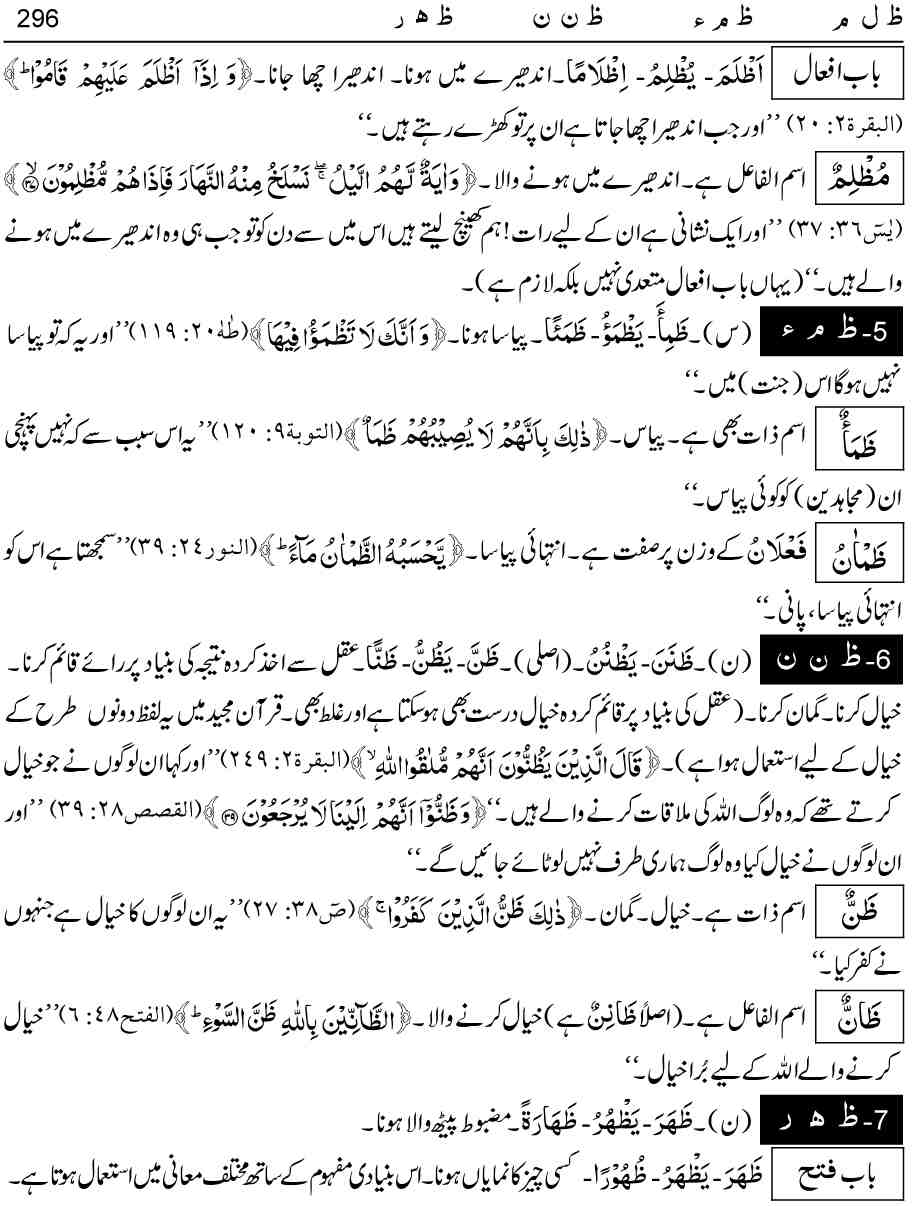 ظ ل م ظ م ء ظ ن ن ظ ھ ر 296
باب افعال اَظْلَمَ۔ یُظْلِمُ۔ اِظْلَامًا۔ اندھیرے میں ہونا۔ اندھیرا چھا جانا۔ ﴿وَ اِذَاۤ اَظْلَمَ عَلَیْهِمْ قَامُوْا ؕ﴾
(البقرة۲: ۲۰) ’’اور جب اندھیرا چھا جاتا ہے ان پر تو کھڑے رہتے ہیں۔‘‘
مُظْلِمٌ اسم الفاعل ہے۔ اندھیرے میں ہونے والا۔ ﴿وَاٰیَةٌ لَّهُمُ الَّیْلُ ۖۚ نَسْلَخُ مِنْهُ النَّهَارَ فَاِذَا هُمْ مُّظْلِمُوْنَ ﴿ۙ۳۷﴾﴾
(یٰسٓ۳۶: ۳۷) ’’اور ایک نشانی ہے ان کے لیے رات! ہم کھینچ لیتے ہیں اس میں سے دن کو تو جب ہی وہ اندھیرے میں ہونے
والے ہیں۔‘‘ (یہاں باب افعال متعدی نہیں بلکہ لازم ہے)۔
5- ظ م ء (س)۔ ظَمِأَ۔ یَظْمَؤُ۔ ظَمَئًا۔ پیاسا ہونا۔ ﴿وَ اَنَّكَ لَا تَظْمَؤُا فِیْهَا﴾ (طٰهٰ۲۰: ۱۱۹) ’’اور یہ کہ تو پیاسا
نہیں ہوگا اس (جنت) میں۔‘‘
ظَمَأٌ اسم ذات بھی ہے۔ پیاس۔ ﴿ذٰلِكَ بِاَنَّهُمْ لَا یُصِیْبُهُمْ ظَمَاٌ﴾ (التوبة۹: ۱۲۰) ’’یہ اس سبب سے کہ نہیں پہنچی
ان (مجاہدین) کو کوئی پیاس۔‘‘
ظَمْاٰنُ فَعْلَانُ کے وزن پر صفت ہے۔ انتہائی پیاسا۔ ﴿یَّحْسَبُهُ الظَّمْاٰنُ مَآءً ؕ﴾ (النور۲۴: ۳۹) ’’سمجھتا ہے اس کو
انتہائی پیاسا، پانی۔‘‘
6- ظ ن ن (ن)۔ ظَنَنَ۔ یَظْنُنُ۔ (اصلی)۔ ظَنَّ۔ یَظُنُّ۔ ظَنًّا۔ عقل سے اخذ کردہ نتیجہ کی بنیاد پر رائے قائم کرنا۔
خیال کرنا۔ گمان کرنا۔ (عقل کی بنیاد پر قائم کردہ خیال درست بھی ہوسکتا ہے اور غلط بھی۔ قرآن مجید میں یہ لفظ دونوں طرح کے
خیال کے لیے استعمال ہوا ہے)۔ ﴿قَالَ الَّذِیْنَ یَظُنُّوْنَ اَنَّهُمْ مُّلٰقُوا اللّٰهِ ۙ﴾ (البقرة۲: ۲۴۹) ’’اور کہا ان لوگوں نے جو خیال
کرتے تھے کہ وہ لوگ اللہ کی ملاقات کرنے والے ہیں۔‘‘ ﴿وَ ظَنُّوْۤا اَنَّهُمْ اِلَیْنَا لَا یُرْجَعُوْنَ ﴿۳۹﴾﴾ (القصص۲۸: ۳۹) ’’اور
ان لوگوں نے خیال کیا وہ لوگ ہماری طرف نہیں لوٹائے جائیں گے۔‘‘
ظَنٌّ اسم ذات ہے۔ خیال۔ گمان۔ ﴿ذٰلِكَ ظَنُّ الَّذِیْنَ كَفَرُوْا ۚ﴾ (صٓ۳۸: ۲۷) ’’یہ ان لوگوں کا خیال ہے جنہوں
نے کفر کیا۔‘‘
ظَانٌّ اسم الفاعل ہے۔ (اصلاً ظَانِنٌ ہے) خیال کرنے والا۔ ﴿الظَّآنِّیْنَ بِاللّٰهِ ظَنَّ السَّوْءِ ؕ﴾ (الفتح۴۸: ۶) ’’خیال
کرنے والے اللہ کے لیے بُرا خیال۔‘‘
7- ظ ھ ر (ن)۔ ظَهَرَ۔ یَظْهُرُ۔ ظَهَارَةً۔ مضبوط پیٹھ والا ہونا۔
باب فتح ظَهَرَ۔ یَظْهَرُ۔ ظُهُوْرًا۔ کسی چیز کا نمایاں ہونا۔ اس بنیادی مفہوم کے ساتھ مختلف معانی میں استعمال ہوتا ہے۔